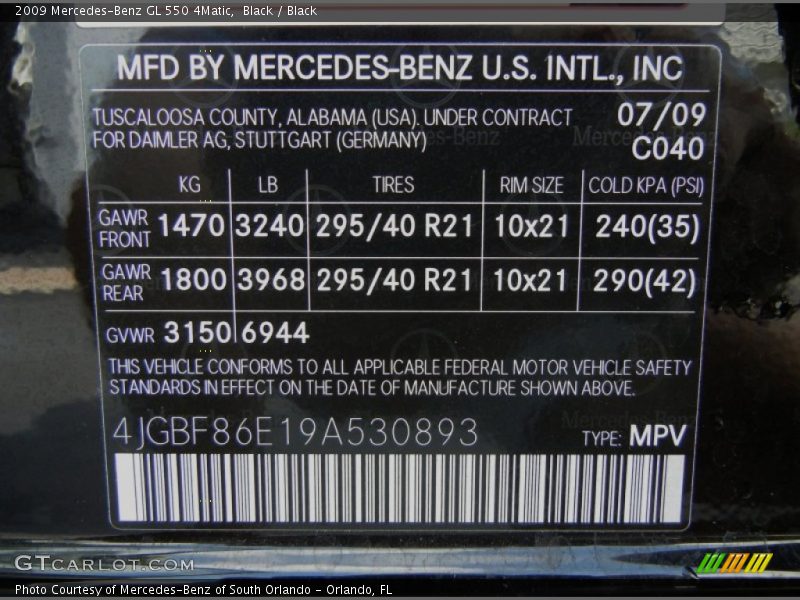 2009 Mercedes-Benz GL 550 4Matic, Black / Black
MFD BY MERCEDES-BENZ U.S. INTL., INC
TUSCALOOSA COUNTY, ALABAMA (USA). UNDER CONTRACT 07/09
FOR DAIMLER AG, STUTTGART (GERMANY) C040
KG LB TIRES RIM SIZE COLD KPA (PSI)
GAWR FRONT 1470 3240 295/40 R21 10x21 240(35)
GAWR REAR 1800 3968 295/40 R21 10x21 290(42)
GVWR 3150 6944
THIS VEHICLE CONFORMS TO ALL APPLICABLE FEDERAL MOTOR VEHICLE SAFETY
STANDARDS IN EFFECT ON THE DATE OF MANUFACTURE SHOWN ABOVE.
4JGBF86E19A530893 TYPE: MPV
GTCARLOT.COM
Photo Courtesy of Mercedes-Benz of South Orlando - Orlando, FL